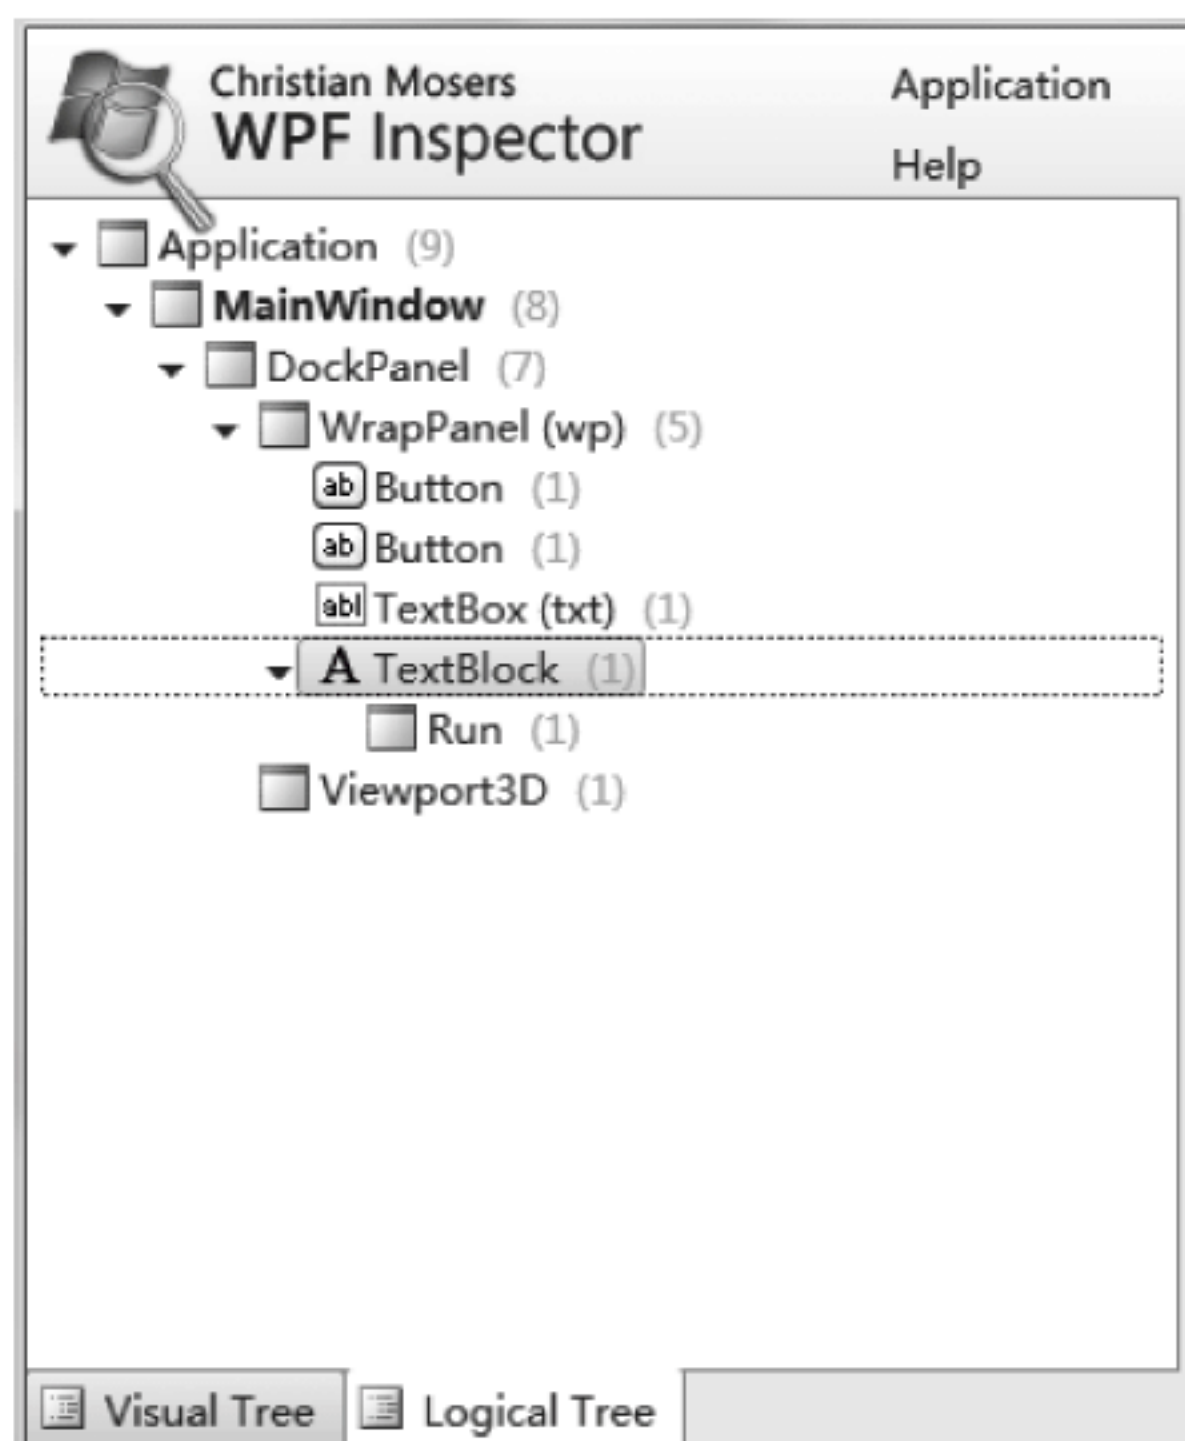 Christian Mosers
WPF Inspector
Application
Help
Application (9)
MainWindow (8)
DockPanel (7)
WrapPanel (wp) (5)
ab Button (1)
ab Button (1)
abl TextBox (txt) (1)
A TextBlock (1)
Run (1)
Viewport3D (1)
Visual Tree
Logical Tree